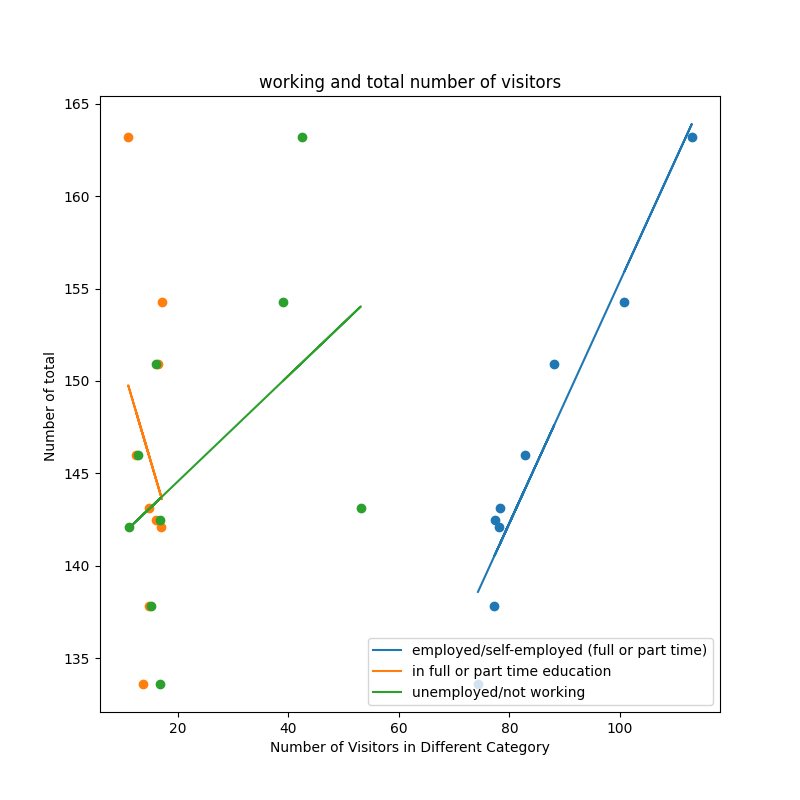 working and total number of visitors
Number of total
165
160
155
150
145
140
135
employed/self-employed (full or part time)
in full or part time education
unemployed/not working
20 40 60 80 100
Number of Visitors in Different Category